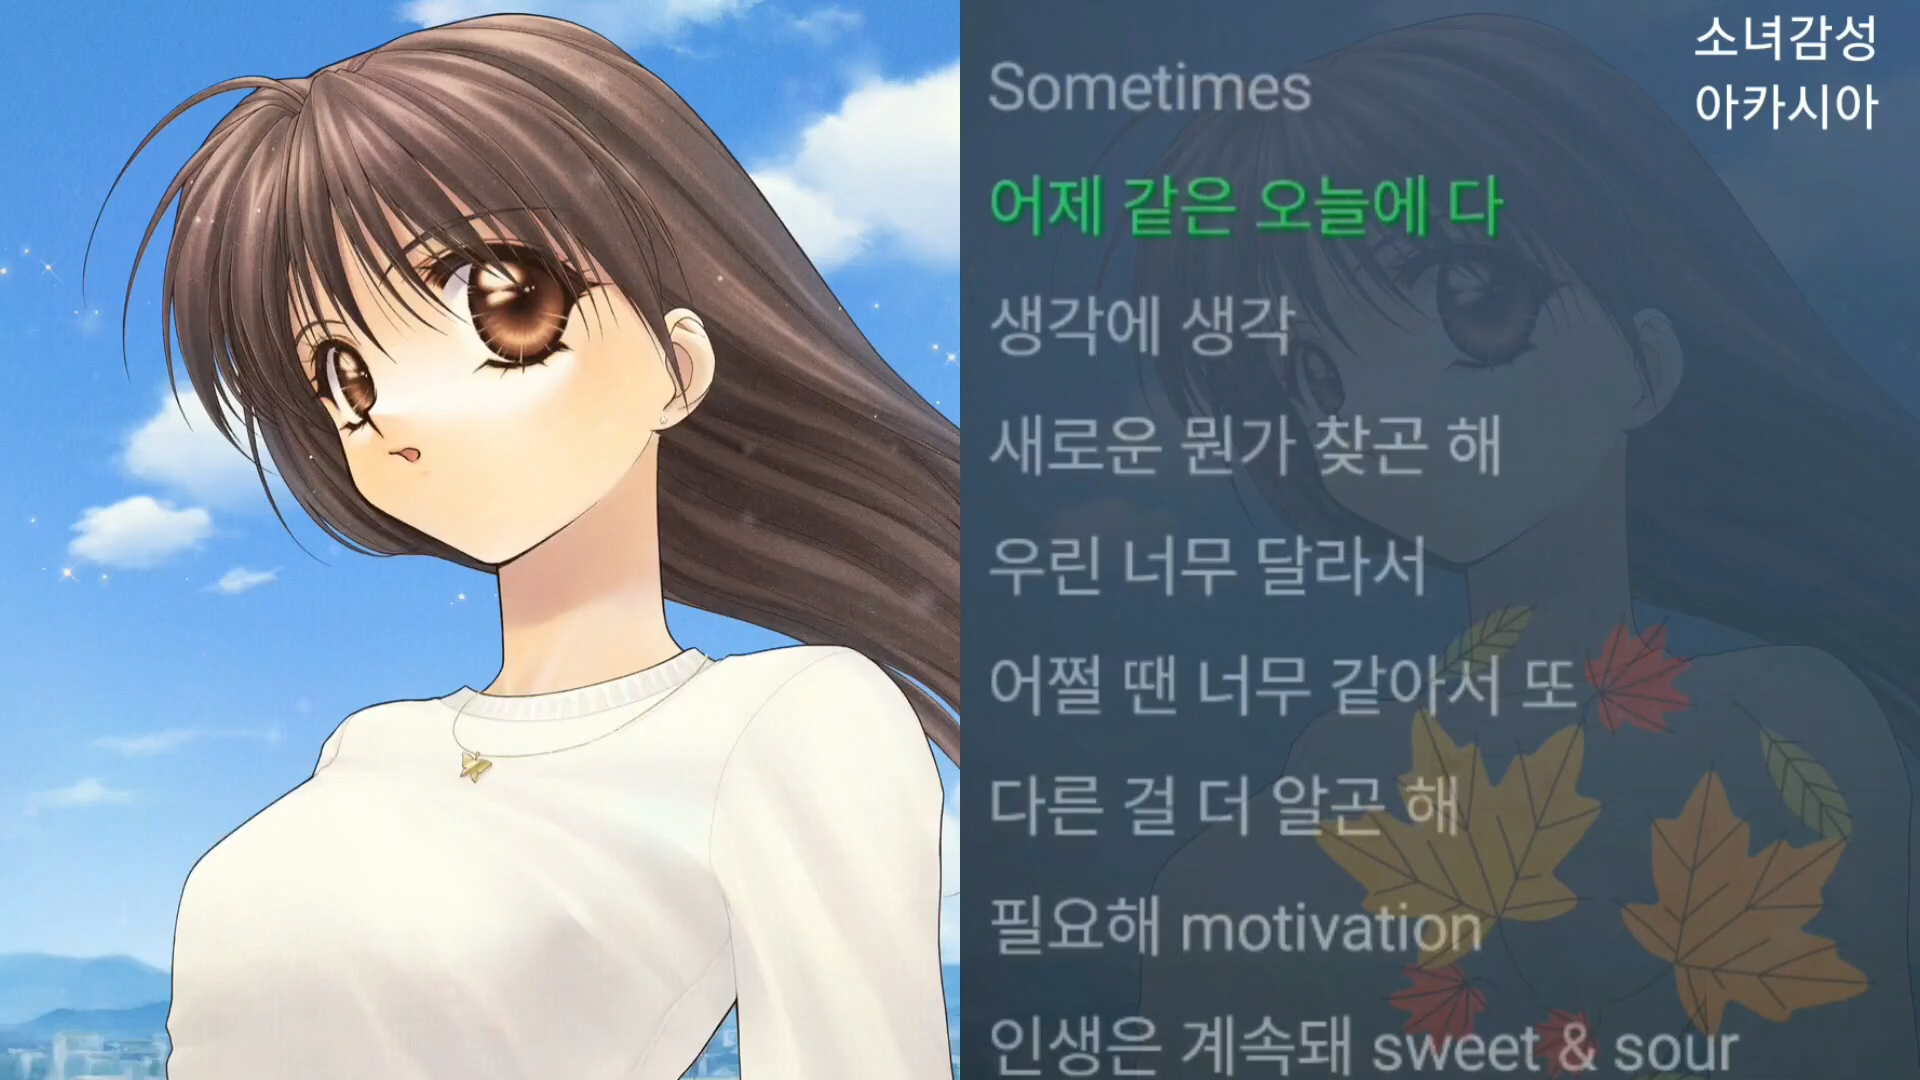 소녀감성
아카시아
Sometimes
어제 같은 오늘에 다
생각에 생각
새로운 뭔가 찾곤 해
우린 너무 달라서
어쩔 땐 너무 같아서 또
다른 걸 더 알곤 해
필요해 motivation
인생은 계속돼 sweet & sour